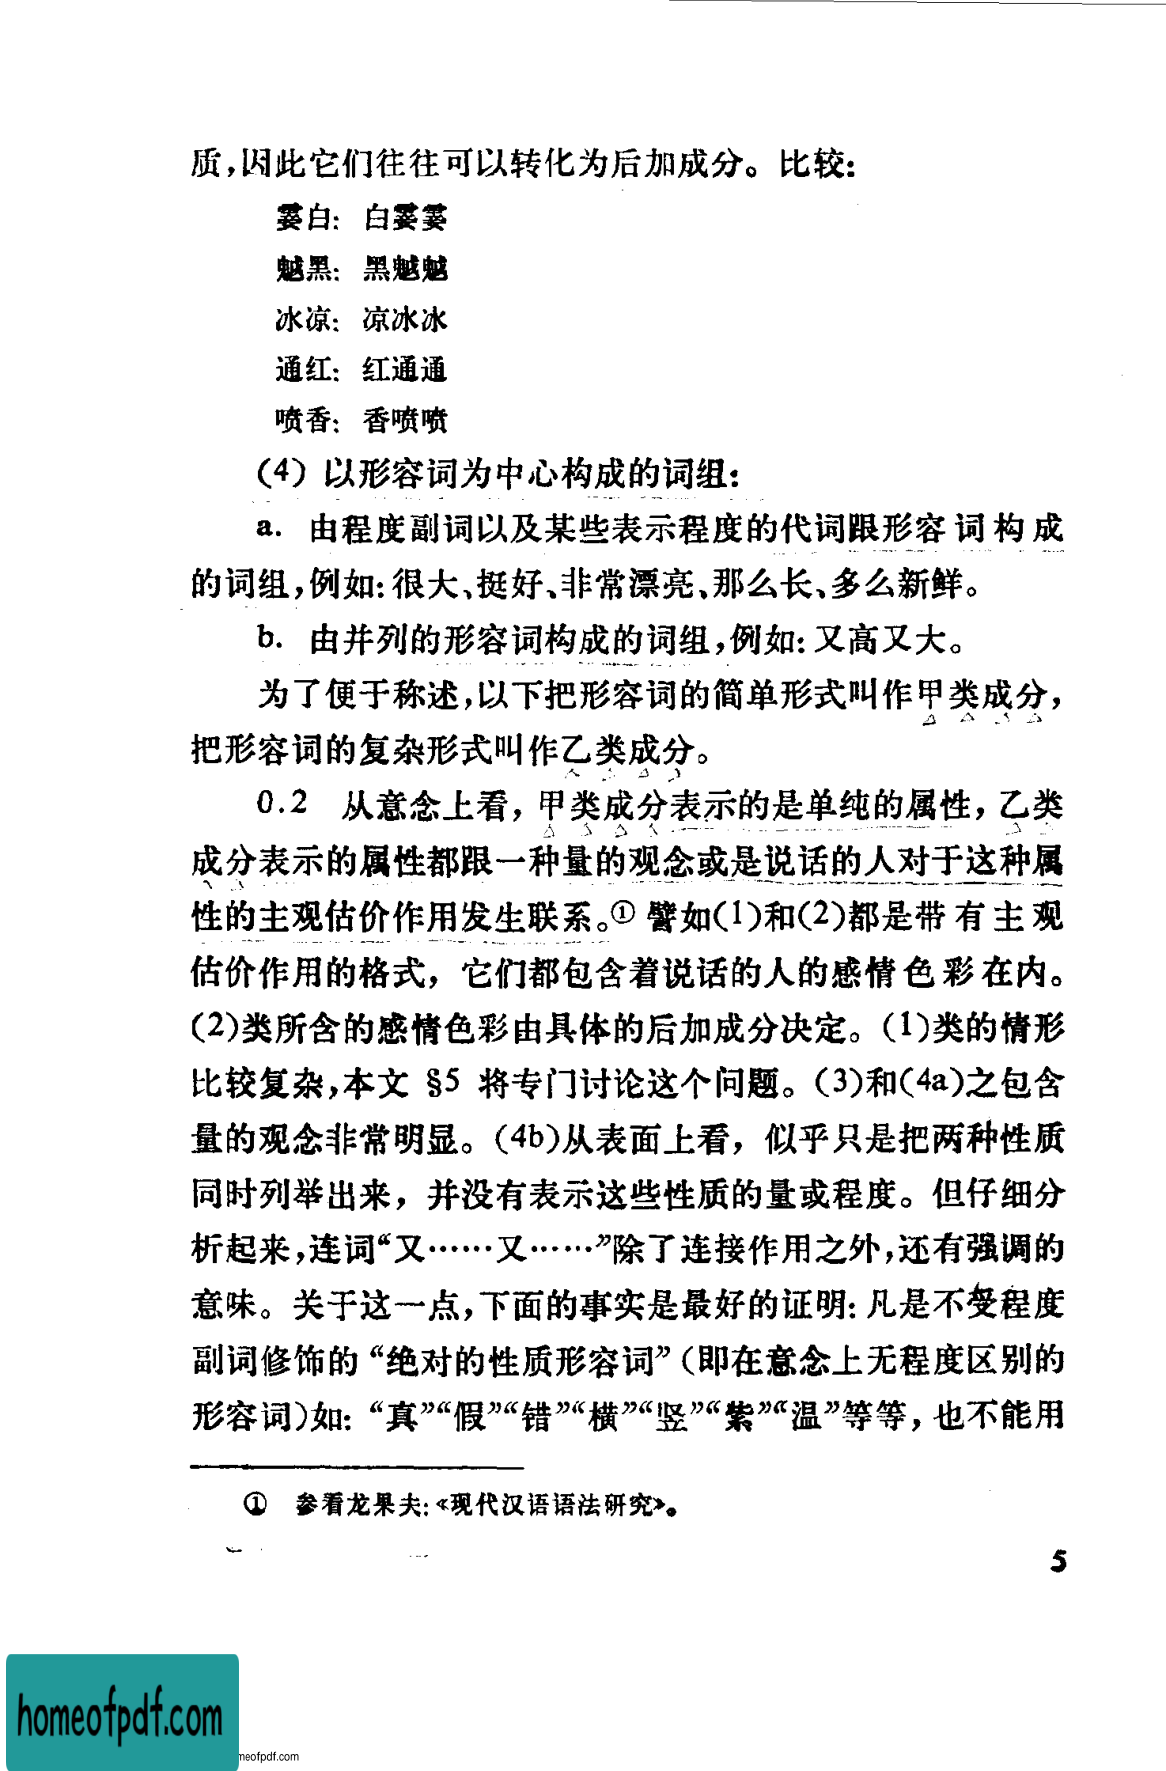 质，因此它们往往可以转化为后加成分。比较：
霎白： 白霎霎
魆黑： 黑魆魆
冰凉： 凉冰冰
通红： 红通通
喷香： 香喷喷
（4）以形容词为中心构成的词组：
a. 由程度副词以及某些表示程度的代词跟形容词构成
的词组，例如：很大、挺好、非常漂亮、那么长、多么新鲜。
b. 由并列的形容词构成的词组，例如：又高又大。
为了便于称述，以下把形容词的简单形式叫作甲类成分，
把形容词的复杂形式叫作乙类成分。
0.2 从意念上看，甲类成分表示的是单纯的属性，乙类
成分表示的属性都跟一种量的观念或是说话的人对于这种属
性的主观估价作用发生联系。① 譬如(1)和(2)都是带有主观
估价作用的格式，它们都包含着说话的人的感情色彩在内。
(2)类所含的感情色彩由具体的后加成分决定。(1)类的情形
比较复杂，本文 §5 将专门讨论这个问题。(3)和(4a)之包含
量的观念非常明显。(4b)从表面上看，似乎只是把两种性质
同时列举出来，并没有表示这些性质的量或程度。但仔细分
析起来，连词“又……又……”除了连接作用之外，还有强调的
意味。关于这一点，下面的事实是最好的证明：凡是不受程度
副词修饰的“绝对的性质形容词”（即在意念上无程度区别的
形容词）如：“真”“假”“错”“横”“竖”“紫”“温”等等，也不能用
① 参看龙果夫：《现代汉语语法研究》。
5
homeofpdf.com
neofpdf.com